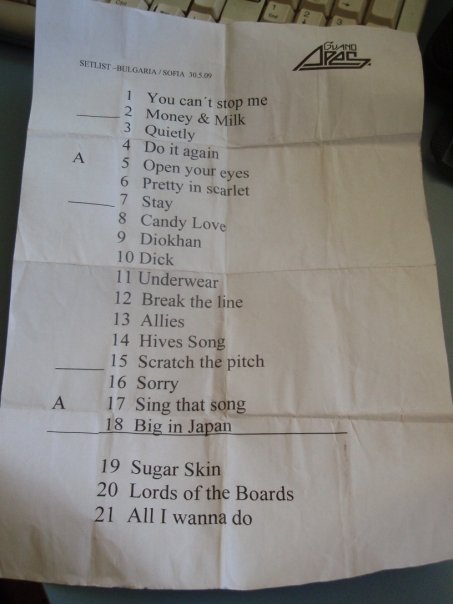 GUANO
APES
SETLIST -BULGARIA / SOFIA 30.5.09
1 You can´t stop me
2 Money & Milk
3 Quietly
4 Do it again
A 5 Open your eyes
6 Pretty in scarlet
7 Stay
8 Candy Love
9 Diokhan
10 Dick
11 Underwear
12 Break the line
13 Allies
14 Hives Song
15 Scratch the pitch
16 Sorry
A 17 Sing that song
18 Big in Japan
19 Sugar Skin
20 Lords of the Boards
21 All I wanna do